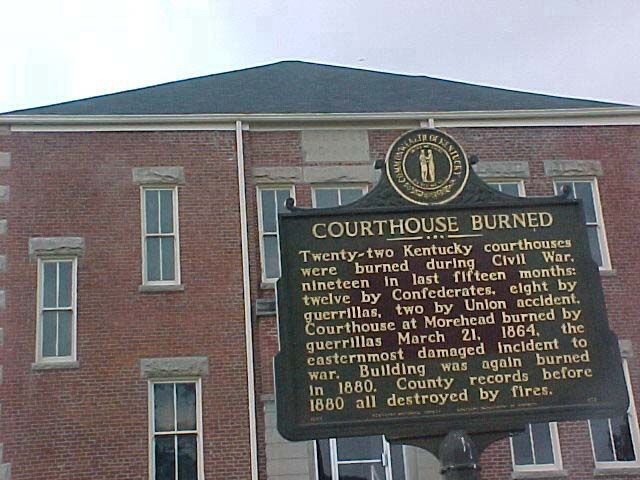 COMMONWEALTH OF KENTUCKY
COURTHOUSE BURNED
Twenty-two Kentucky courthouses
were burned during Civil War,
nineteen in last fifteen months:
twelve by Confederates, eight by
guerrillas, two by Union accident.
Courthouse at Morehead burned by
guerrillas March 21, 1864, the
easternmost damaged incident to
war. Building was again burned
in 1880. County records before
1880 all destroyed by fires.